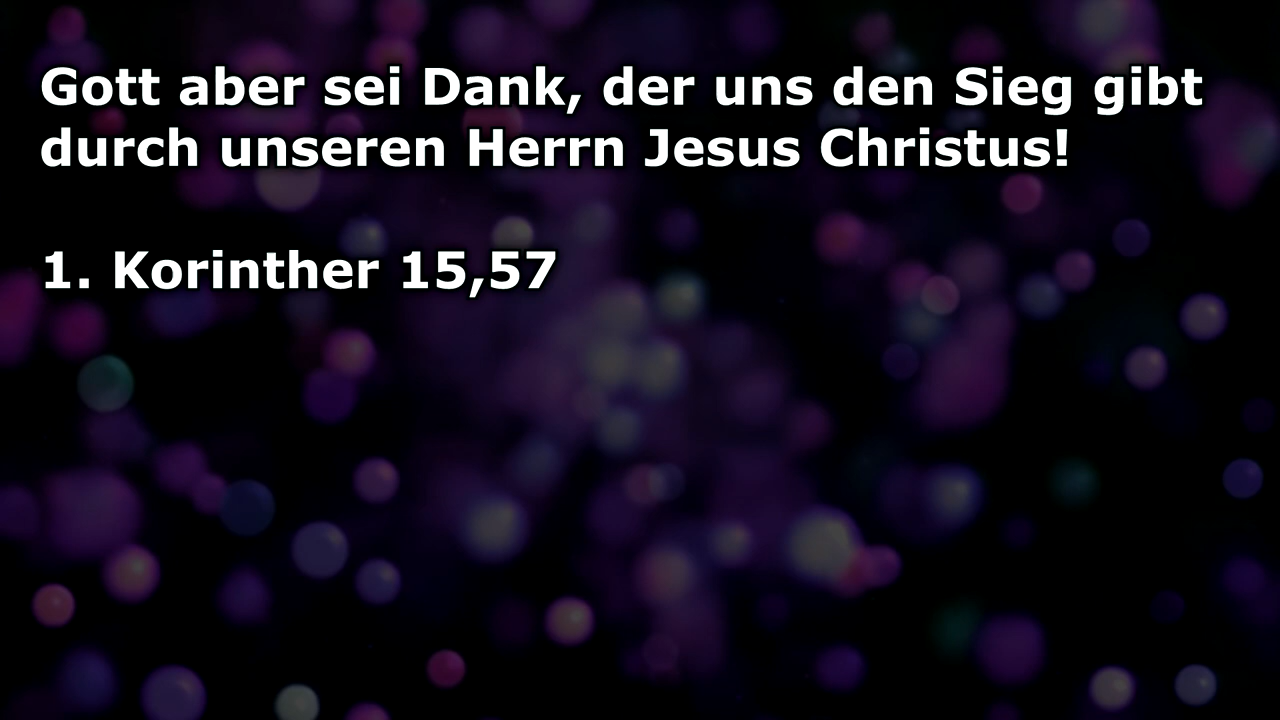 Gott aber sei Dank, der uns den Sieg gibt
durch unseren Herrn Jesus Christus!
1. Korinther 15,57